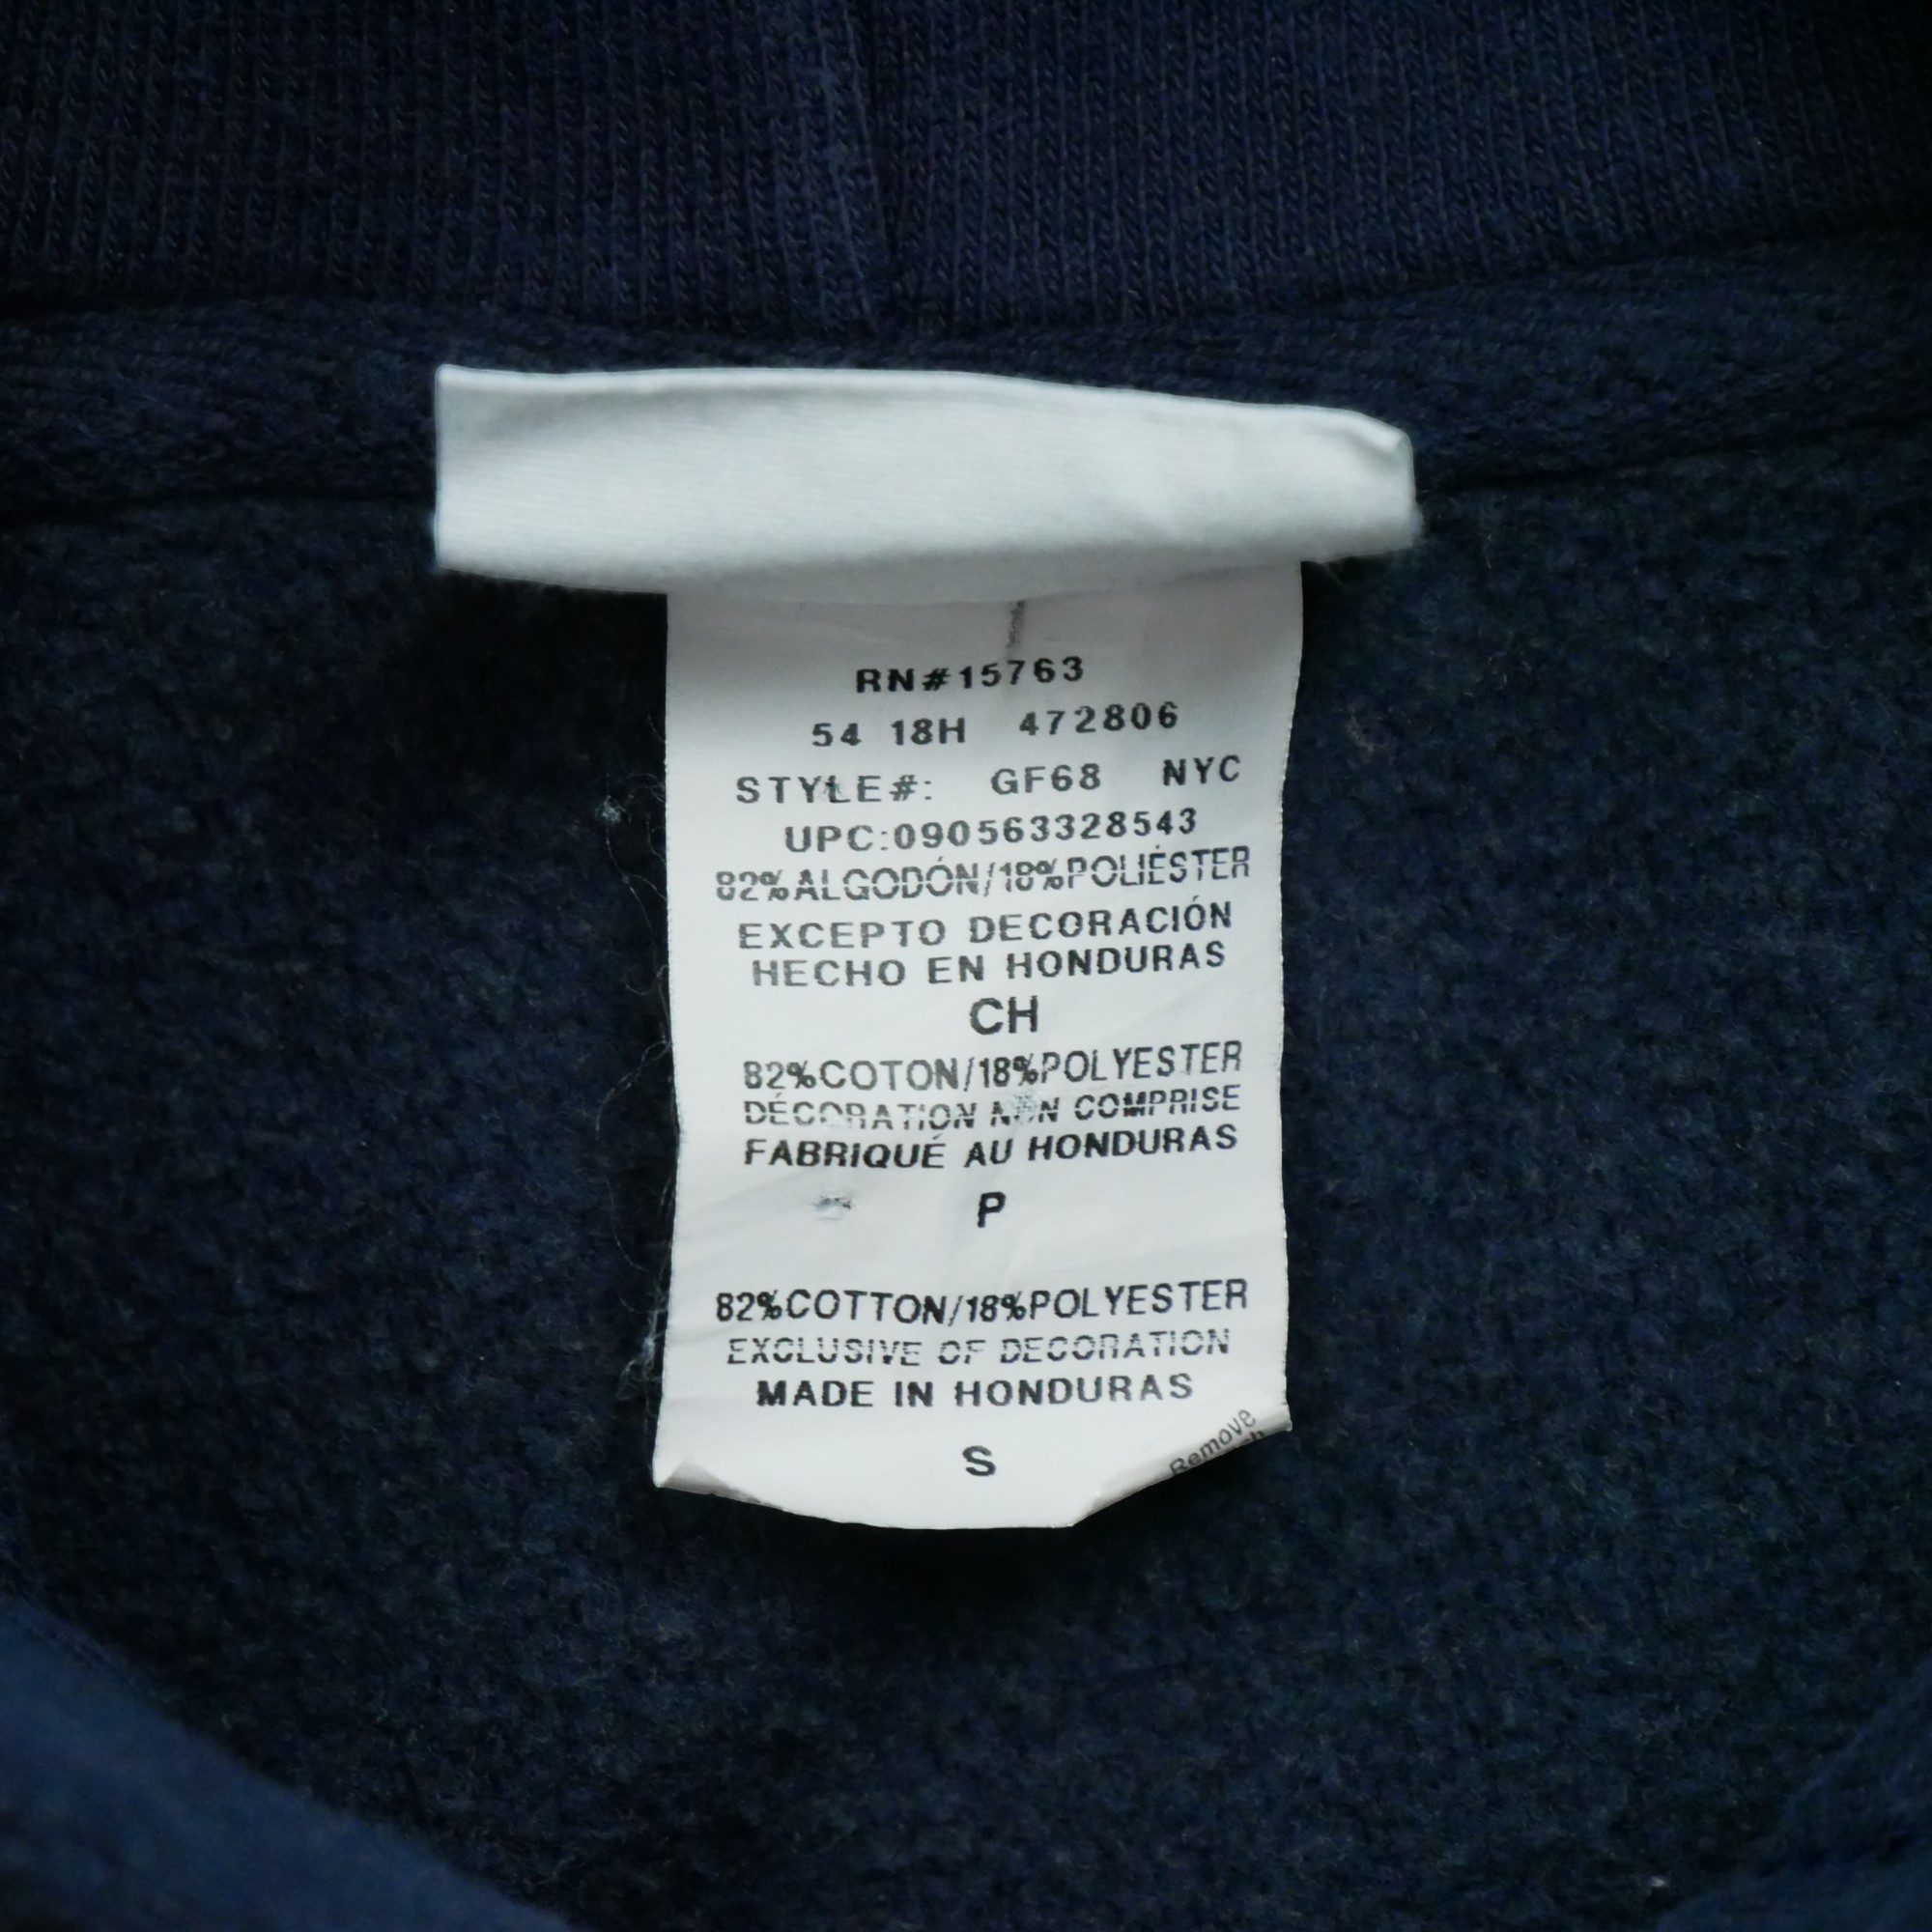 RN#15763
54 18H 472806
STYLE#: GF68 NYC
UPC:090563328543
82%ALGODÓN/18%POLIÉSTER
EXCEPTO DECORACIÓN
HECHO EN HONDURAS
CH
82%COTON/18%POLYESTER
DÉCORATION NON COMPRISE
FABRIQUÉ AU HONDURAS
P
82%COTTON/18%POLYESTER
EXCLUSIVE OF DECORATION
MADE IN HONDURAS
S
Remove